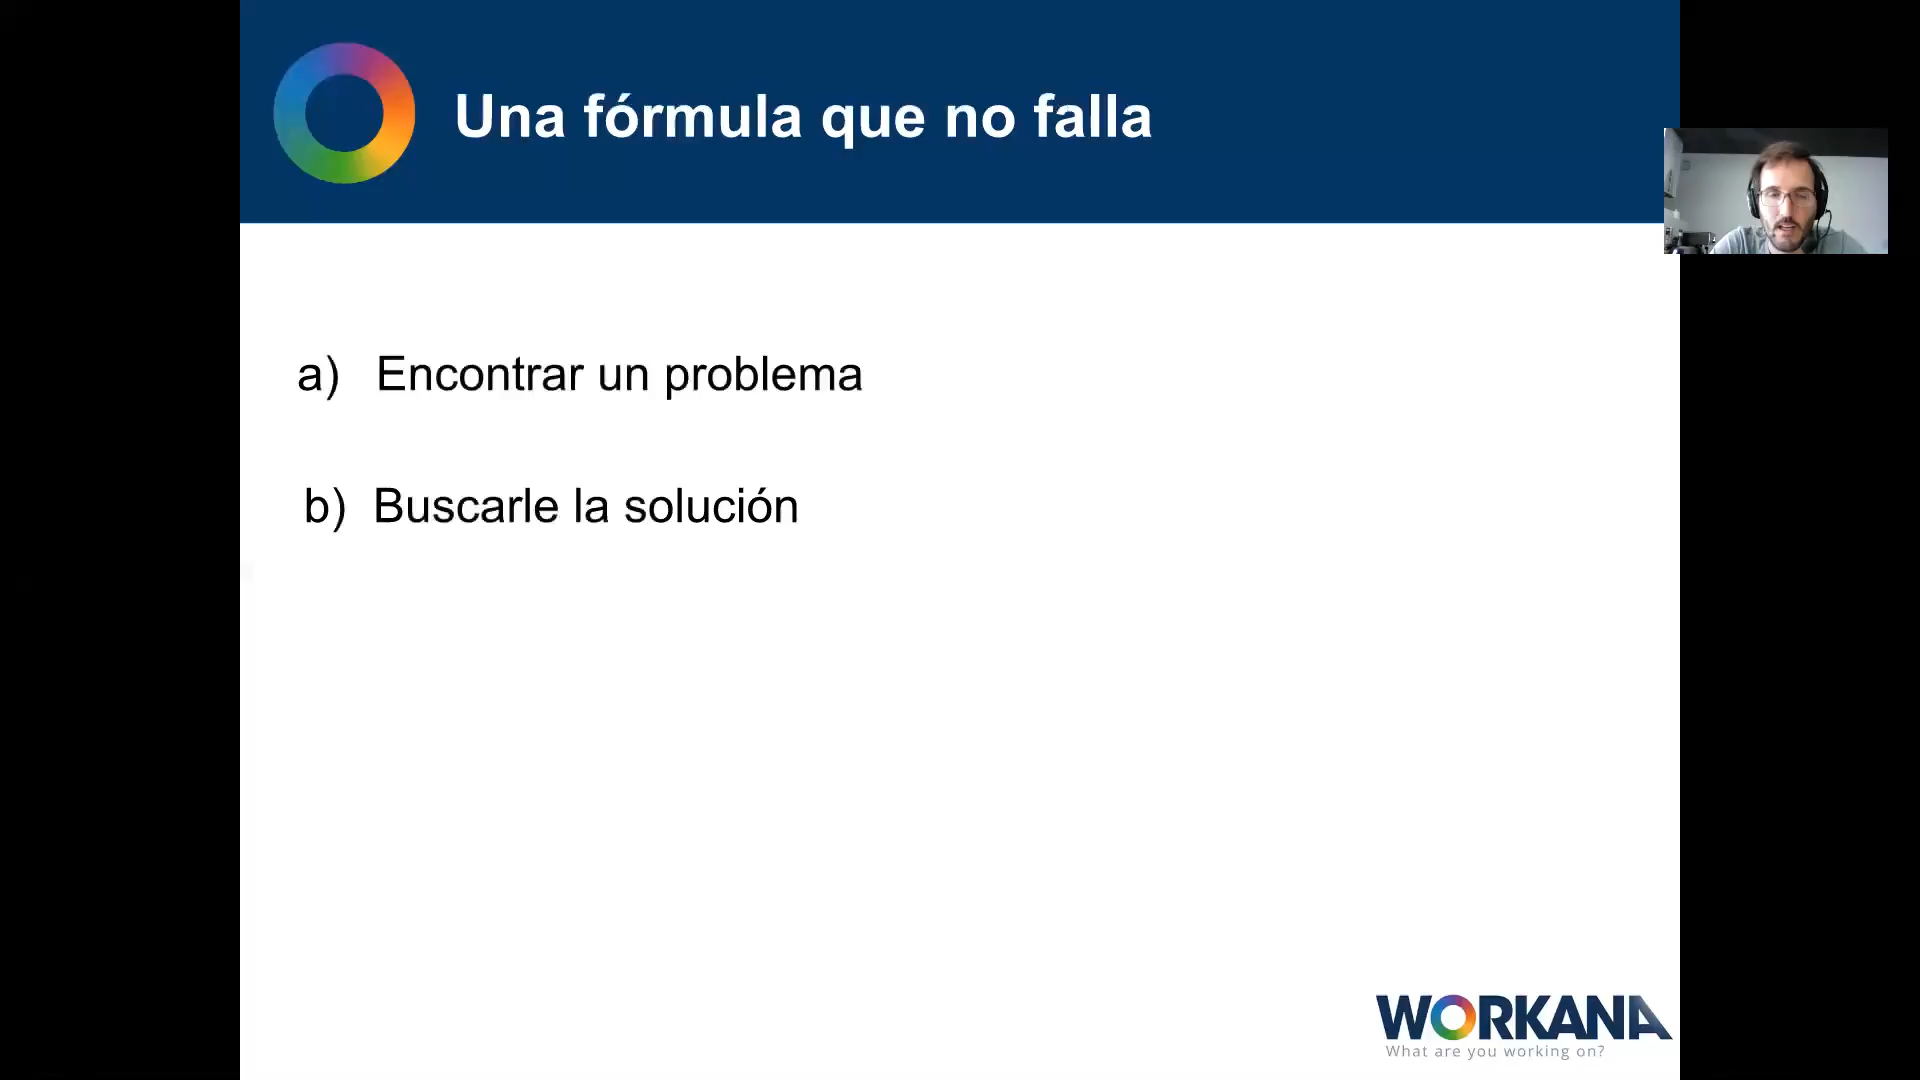 Una fórmula que no falla
a) Encontrar un problema
b) Buscarle la solución
WORKANA
What are you working on?